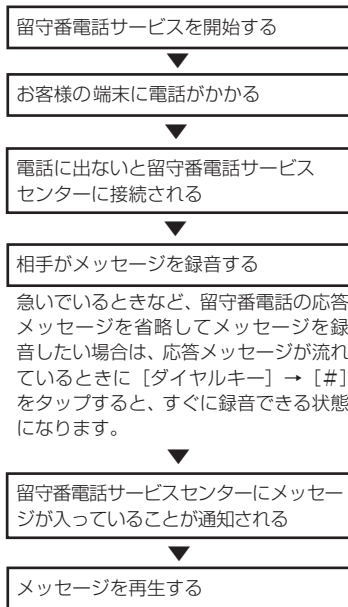 留守番電話サービスを開始する
▼
お客様の端末に電話がかかる
▼
電話に出ないと留守番電話サービス
センターに接続される
▼
相手がメッセージを録音する
急いでいるときなど、留守番電話の応答
メッセージを省略してメッセージを録
音したい場合は、応答メッセージが流れ
ているときに［ダイヤルキー］→［#］
をタップすると、すぐに録音できる状態
になります。
▼
留守番電話サービスセンターにメッセー
ジが入っていることが通知される
▼
メッセージを再生する